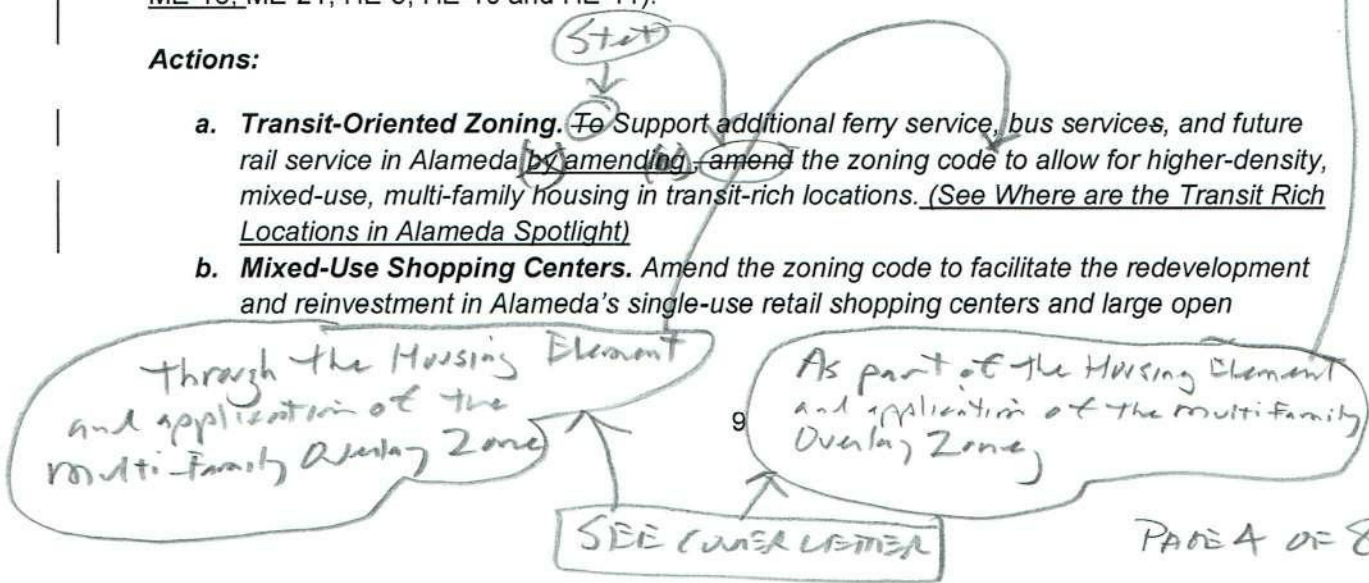 ME-18, ME-21, HE-5, HE-10 and HE-11).
Stet
Actions:
a. Transit-Oriented Zoning. To Support additional ferry service, bus services, and future
rail service in Alameda by amending , amend the zoning code to allow for higher-density,
mixed-use, multi-family housing in transit-rich locations. (See Where are the Transit Rich
Locations in Alameda Spotlight)
b. Mixed-Use Shopping Centers. Amend the zoning code to facilitate the redevelopment
and reinvestment in Alameda's single-use retail shopping centers and large open
through the Housing Element
and application of the
Multi-Family Overlay Zone
9
As part of the Housing Element
and application of the Multi Family
Overlay Zone,
SEE COVER LETTER
PAGE 4 OF 8